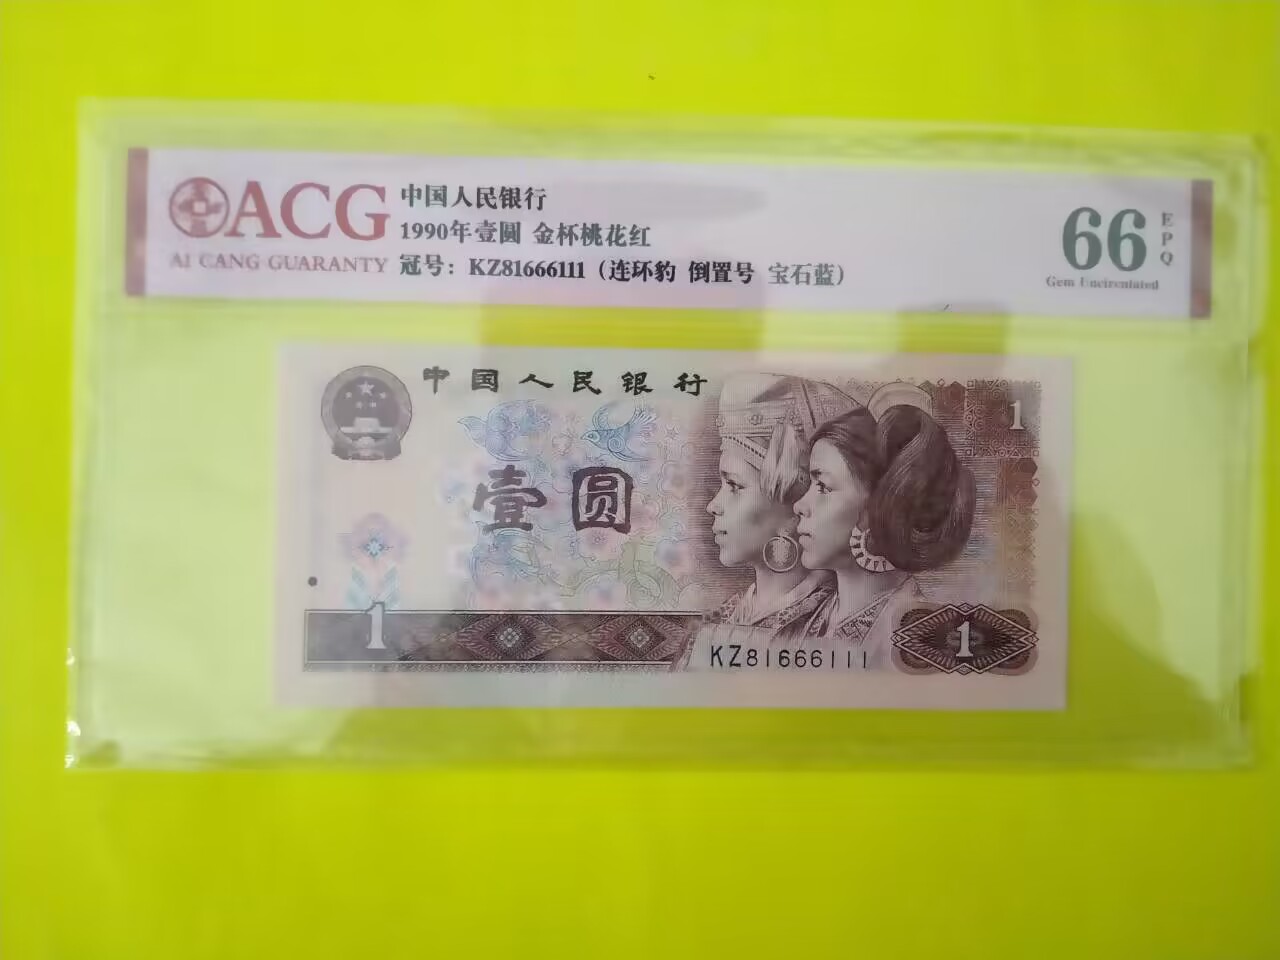 ACG
AI CANG GUARANTY
中国人民银行
1990年壹圆 金杯桃花红
冠号：KZ81666111（连环豹 倒置号 宝石蓝）
66
EPQ
Gem Uncirculated
中国人民银行
1
壹圆
1
KZ81666111
1